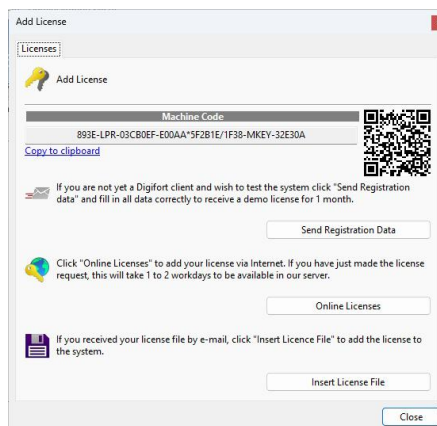 Add License
Licenses
Add License
Machine Code
893E-LPR-03CB0EF-E00AA*5F2B1E/1F38-MKEY-32E30A
Copy to clipboard
If you are not yet a Digifort client and wish to test the system click "Send Registration
data" and fill in all data correctly to receive a demo license for 1 month.
Send Registration Data
Click "Online Licenses" to add your license via Internet. If you have just made the license
request, this will take 1 to 2 workdays to be available in our server.
Online Licenses
If you received your license file by e-mail, click "Insert Licence File" to add the license to
the system.
Insert License File
Close